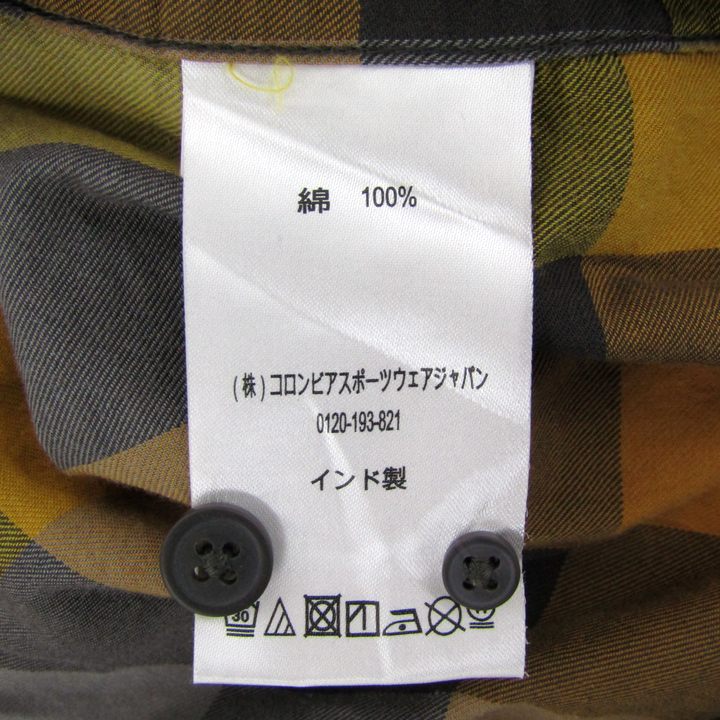 綿 100%
(株)コロンビアスポーツウェアジャパン
0120-193-821
インド製
30